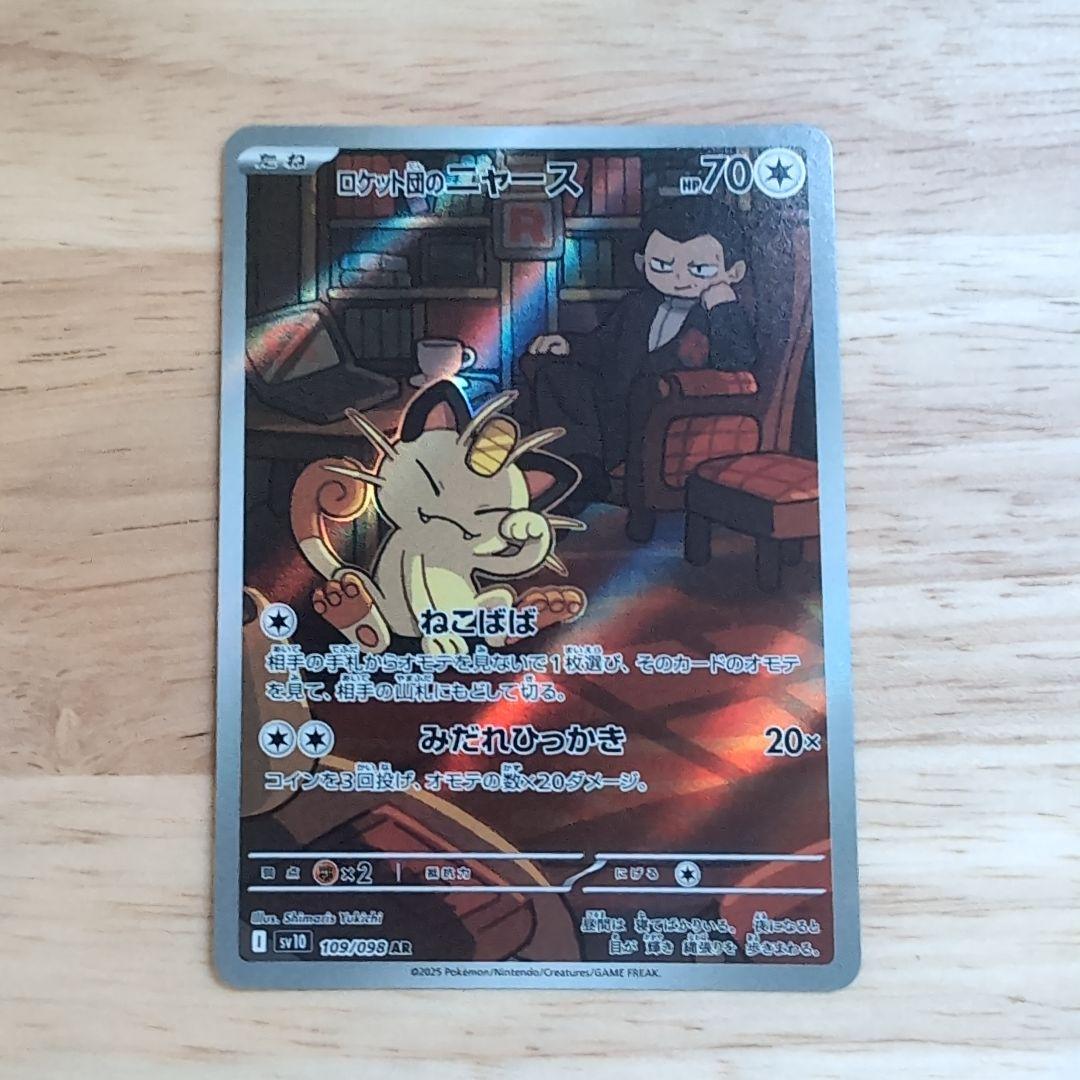 たね
ロケット団のニャース HP 70
R
ねこばば
相手の手札からオモテを見ないで1枚選び、そのカードのオモテ
を見て、相手の山札にもどして切る。
みだれひっかき 20×
コインを3回投げ、オモテの数×20ダメージ。
弱点 ×2 抵抗力 にげる
Illus. Shimaris Yukichi
昼間は 寝てばかりいる。 夜になると
目が 輝き 縄張りを 歩きまわる。
I sv10 109/098 AR
©2025 Pokémon/Nintendo/Creatures/GAME FREAK.